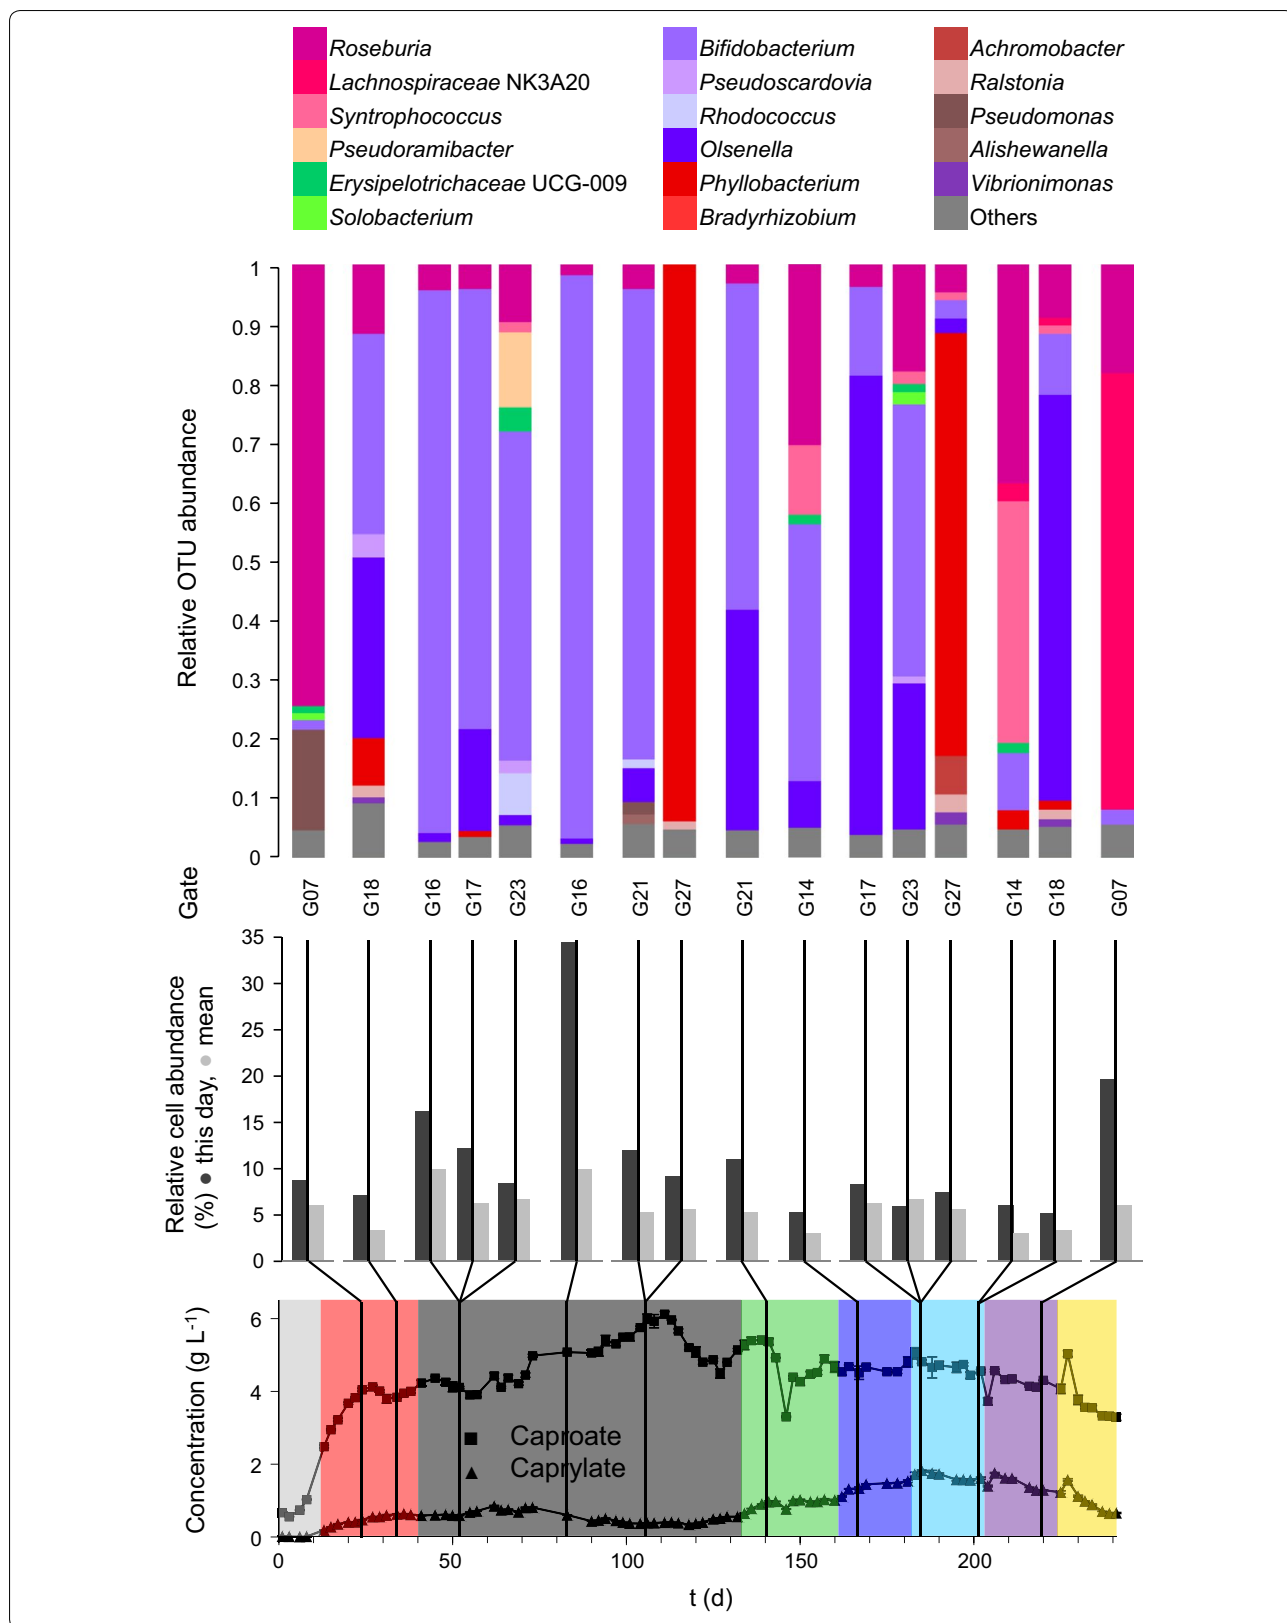 Roseburia
Lachnospiraceae NK3A20
Syntrophococcus
Pseudoramibacter
Erysipelotrichaceae UCG-009
Solobacterium
Bifidobacterium
Pseudoscardovia
Rhodococcus
Olsenella
Phyllobacterium
Bradyrhizobium
Achromobacter
Ralstonia
Pseudomonas
Alishewanella
Vibrionimonas
Others
Relative OTU abundance
1
0.9
0.8
0.7
0.6
0.5
0.4
0.3
0.2
0.1
0
Gate
G07
G18
G16
G17
G23
G16
G21
G27
G21
G14
G17
G23
G27
G14
G18
G07
Relative cell abundance
(%) ● this day, ● mean
35
30
25
20
15
10
5
0
Concentration (g L-1)
6
4
2
0
Caproate
Caprylate
0 50 100 150 200
t (d)